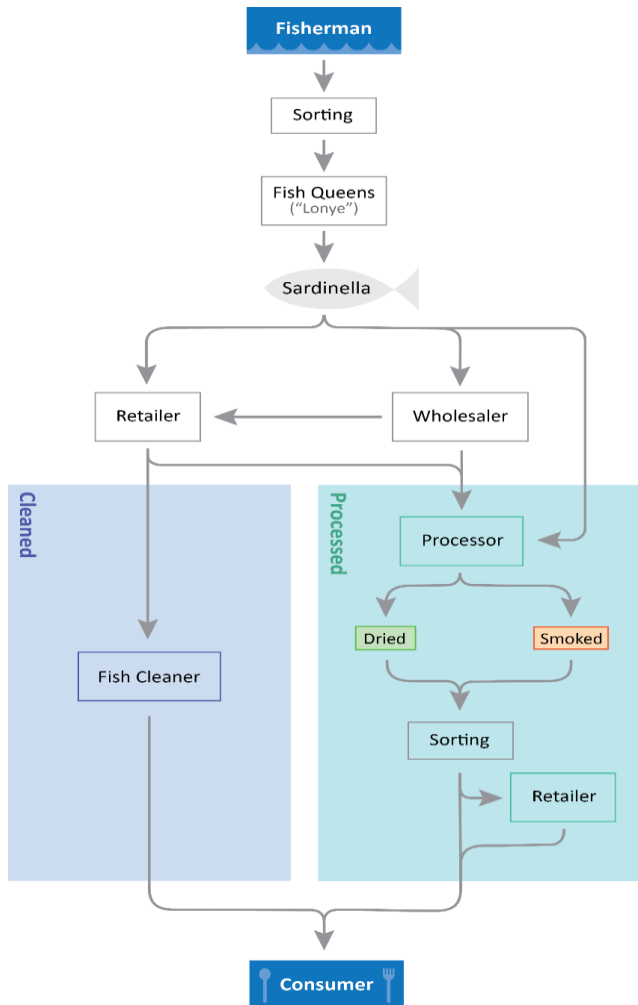 Fisherman
Sorting
Fish Queens
(“Lonye”)
Sardinella
Retailer
Wholesaler
Cleaned
Processed
Processor
Dried
Smoked
Fish Cleaner
Sorting
Retailer
Consumer